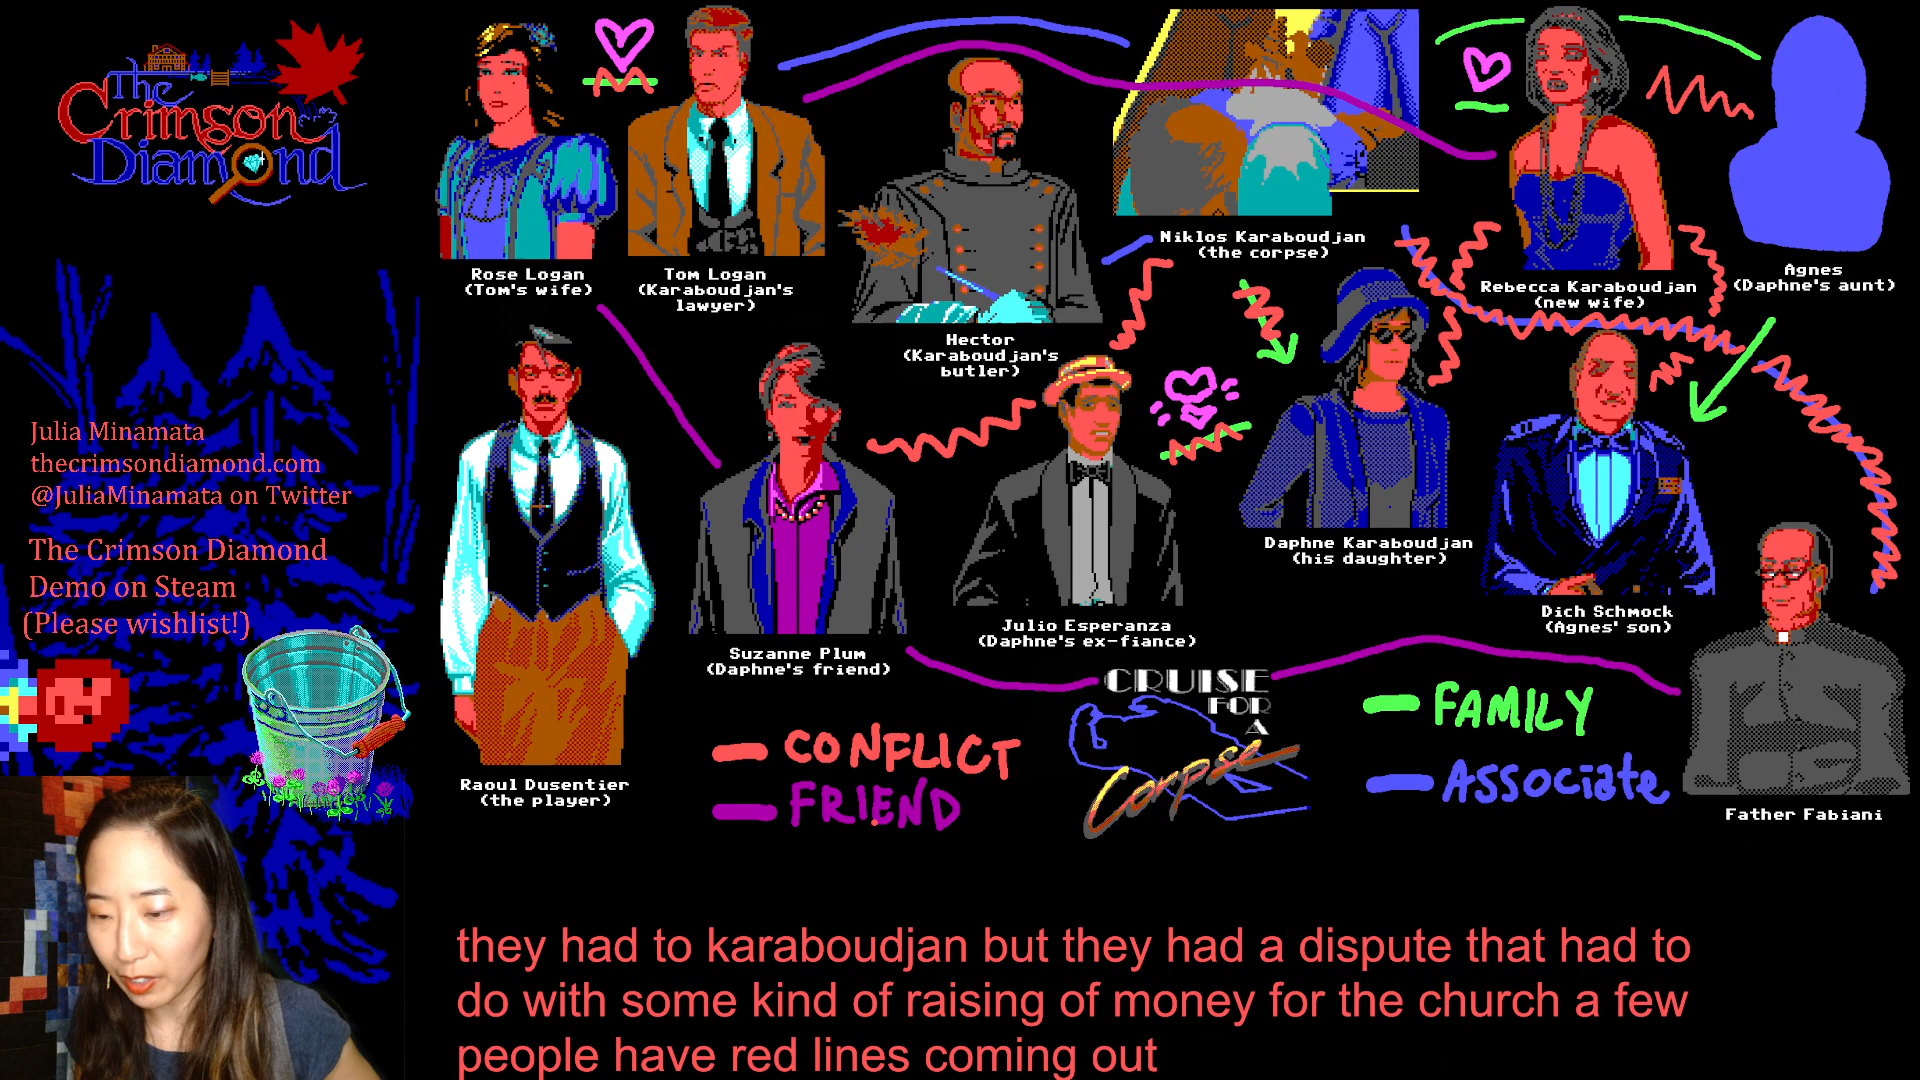 The
Crimson
Diamond
Julia Minamata
thecrimsondiamond.com
@JuliaMinamata on Twitter
The Crimson Diamond
Demo on Steam
(Please wishlist!)
Rose Logan
(Tom's wife)
Tom Logan
(Karaboudjan's
lawyer)
Hector
(Karaboudjan's
butler)
Niklos Karaboudjan
(the corpse)
Rebecca Karaboudjan
(new wife)
Agnes
(Daphne's aunt)
Raoul Dusentier
(the player)
Suzanne Plum
(Daphne's friend)
Julio Esperanza
(Daphne's ex-fiance)
Daphne Karaboudjan
(his daughter)
Dich Schmock
(Agnes' son)
Father Fabiani
CONFLICT
FRIEND
CRUISE
FOR
A
Corpse
FAMILY
ASSOCiATE
they had to karaboudjan but they had a dispute that had to
do with some kind of raising of money for the church a few
people have red lines coming out